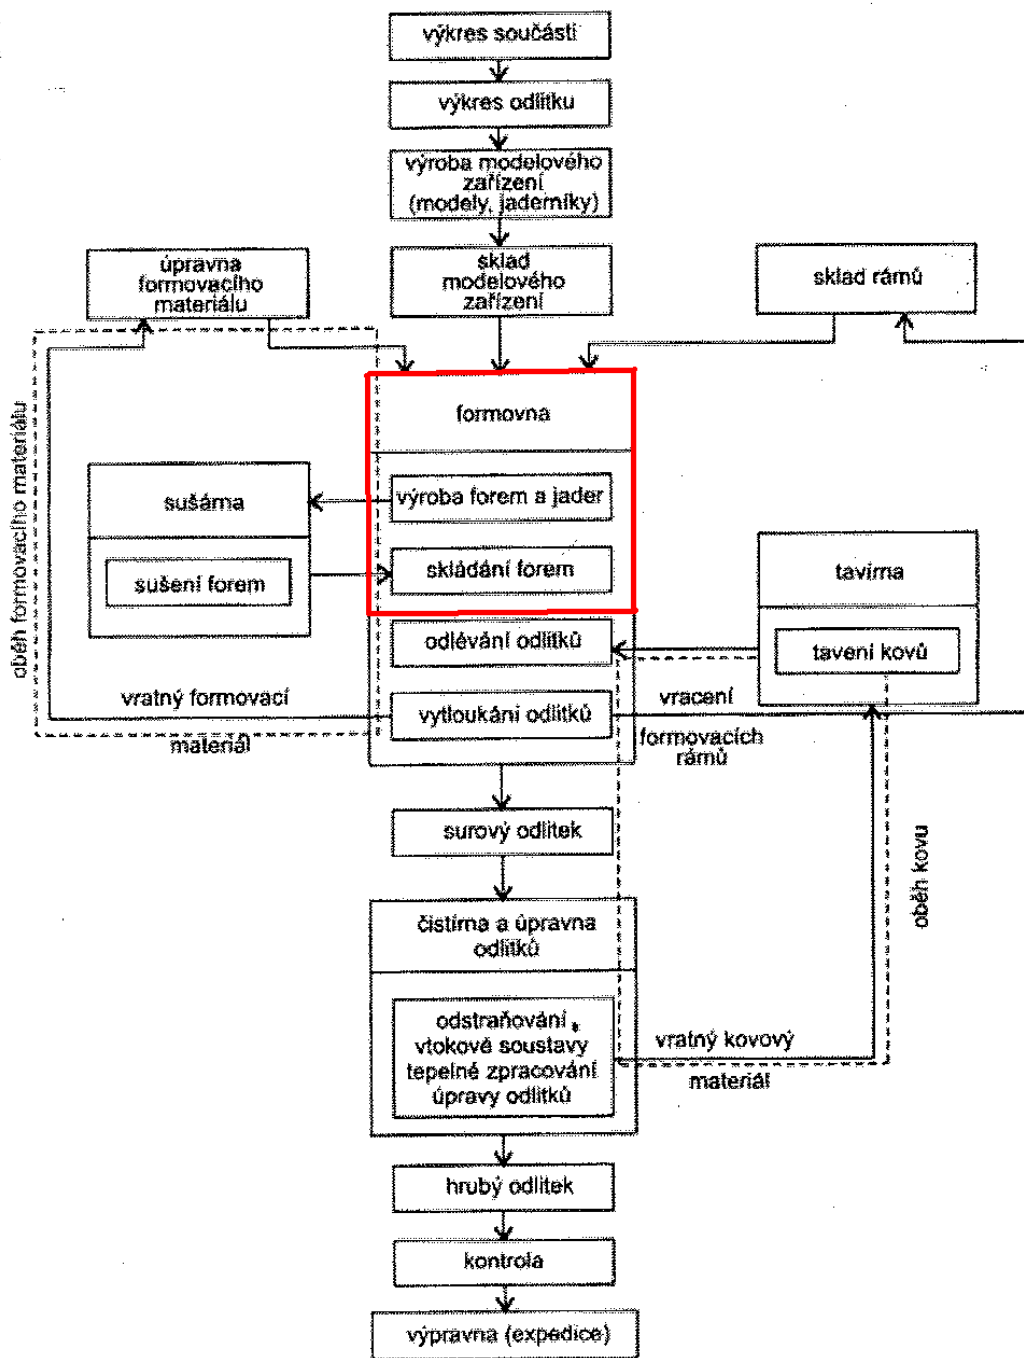 výkres součásti
výkres odlitku
výroba modelového
zařízení
(modely, jaderníky)
úpravna
formovacího
materiálu
sklad
modelového
zařízení
sklad rámů
oběh formovacího materiálu
formovna
výroba forem a jader
skládání forem
sušárna
sušení forem
tavírna
tavení kovů
odlévání odlitků
vytloukání odlitků
vratný formovací
materiál
vracení
formovacích
rámů
surový odlitek
oběh kovu
čistírna a úpravna
odlitků
odstraňování
vtokové soustavy
tepelné zpracování
úpravy odlitků
vratný kovový
materiál
hrubý odlitek
kontrola
výpravna (expedice)